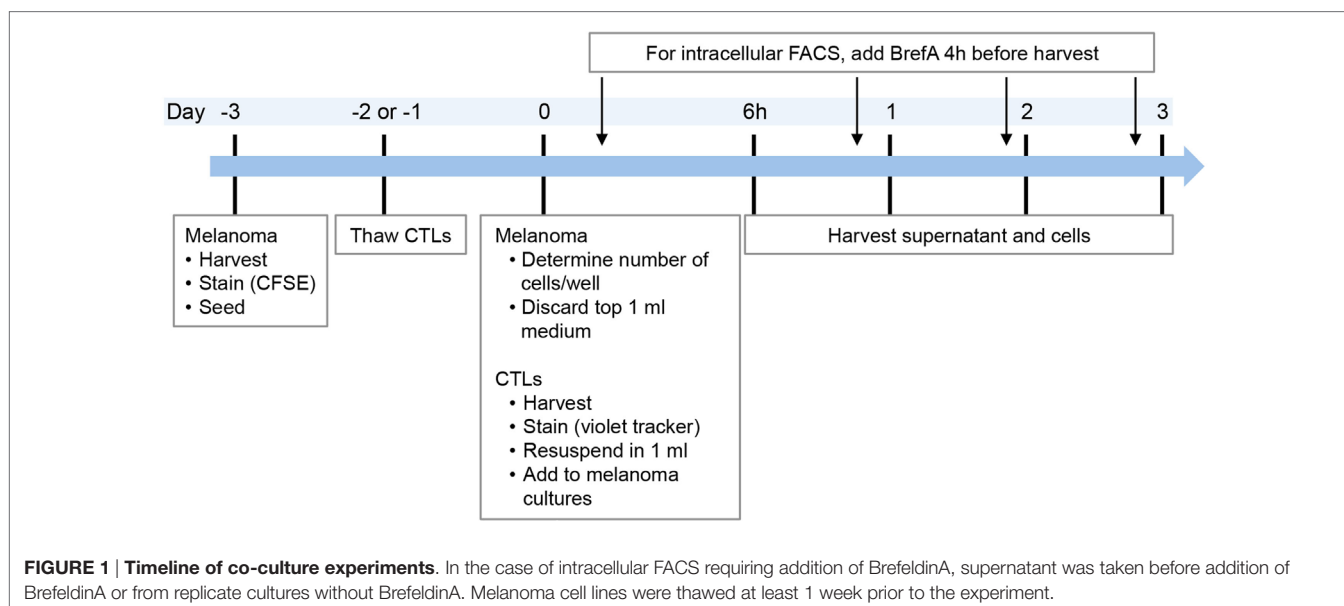 For intracellular FACS, add BrefA 4h before harvest
Day -3 -2 or -1 0 6h 1 2 3
Melanoma
• Harvest
• Stain (CFSE)
• Seed
Thaw CTLs
Melanoma
• Determine number of
cells/well
• Discard top 1 ml
medium
CTLs
• Harvest
• Stain (violet tracker)
• Resuspend in 1 ml
• Add to melanoma
cultures
Harvest supernatant and cells
FIGURE 1 | Timeline of co-culture experiments. In the case of intracellular FACS requiring addition of BrefeldinA, supernatant was taken before addition of
BrefeldinA or from replicate cultures without BrefeldinA. Melanoma cell lines were thawed at least 1 week prior to the experiment.